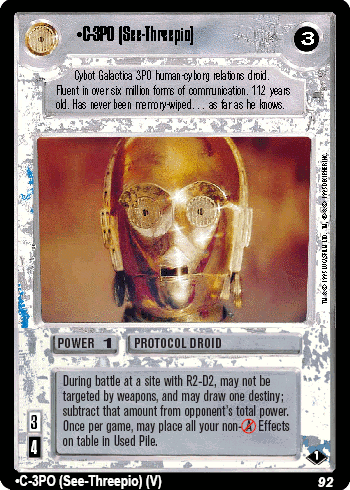 •C-3PO (See-Threepio)
3
Cybot Galactica 3PO human-cyborg relations droid.
Fluent in over six million forms of communication. 112 years
old. Has never been memory-wiped. . . as far as he knows.
POWER 1 PROTOCOL DROID
During battle at a site with R2-D2, may not be
targeted by weapons, and may draw one destiny;
subtract that amount from opponent's total power.
Once per game, may place all your non- Effects
on table in Used Pile.
3
4
1
•C-3PO (See-Threepio) (V) 92